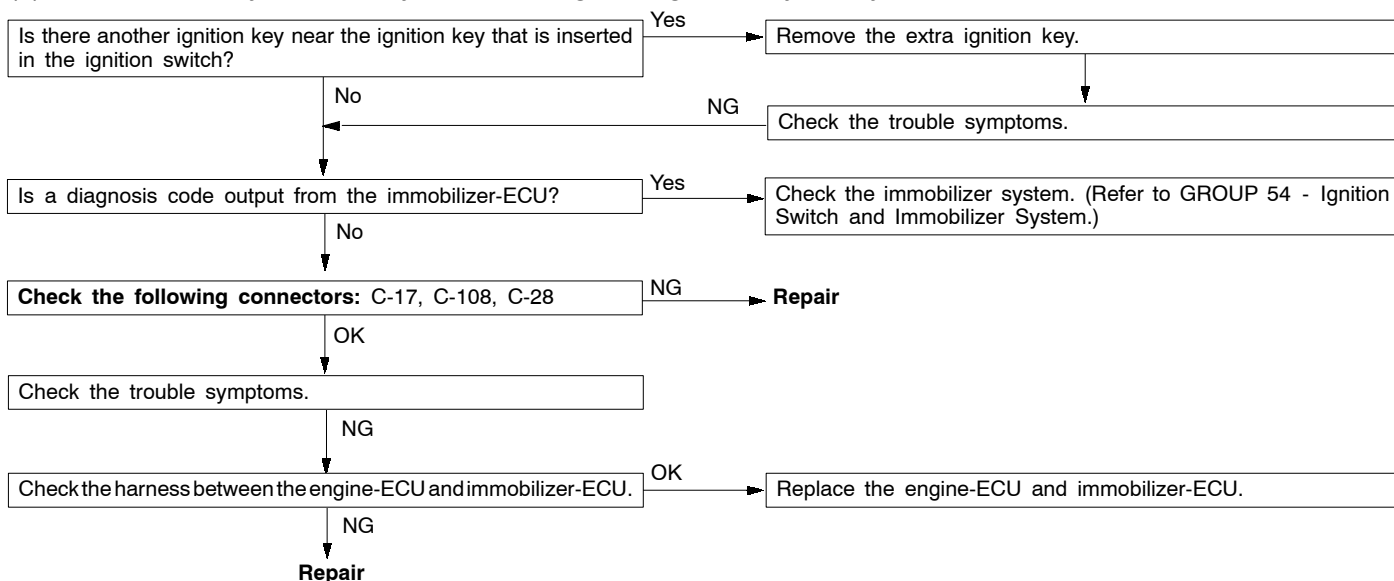 Is there another ignition key near the ignition key that is inserted
in the ignition switch?
Yes
Remove the extra ignition key.
No
NG
Check the trouble symptoms.
Is a diagnosis code output from the immobilizer-ECU?
Yes
Check the immobilizer system. (Refer to GROUP 54 - Ignition
Switch and Immobilizer System.)
No
Check the following connectors: C-17, C-108, C-28
NG
Repair
OK
Check the trouble symptoms.
NG
Check the harness between the engine-ECU and immobilizer-ECU.
OK
Replace the engine-ECU and immobilizer-ECU.
NG
Repair